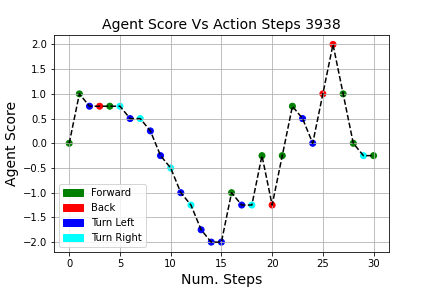 Agent Score Vs Action Steps 3938
2.0
1.5
1.0
0.5
0.0
−0.5
−1.0
−1.5
−2.0
Agent Score
Forward
Back
Turn Left
Turn Right
0 5 10 15 20 25 30
Num. Steps